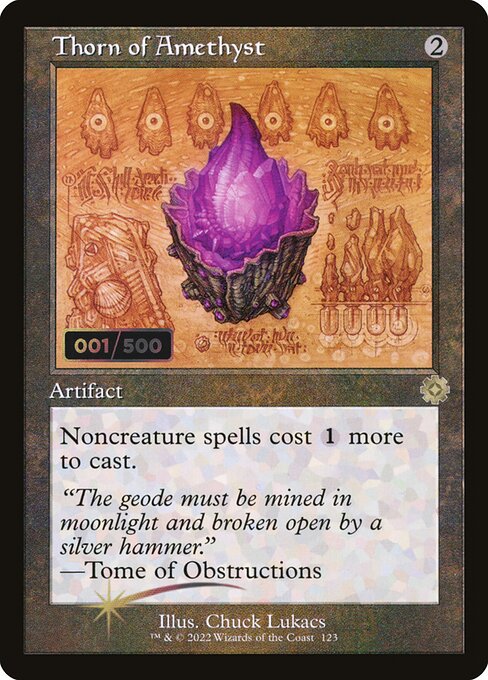 Thorn of Amethyst 2
001/500
Artifact
Noncreature spells cost 1 more
to cast.
“The geode must be mined in
moonlight and broken open by a
silver hammer.”
—Tome of Obstructions
Illus. Chuck Lukacs
™ & © 2022 Wizards of the Coast 123